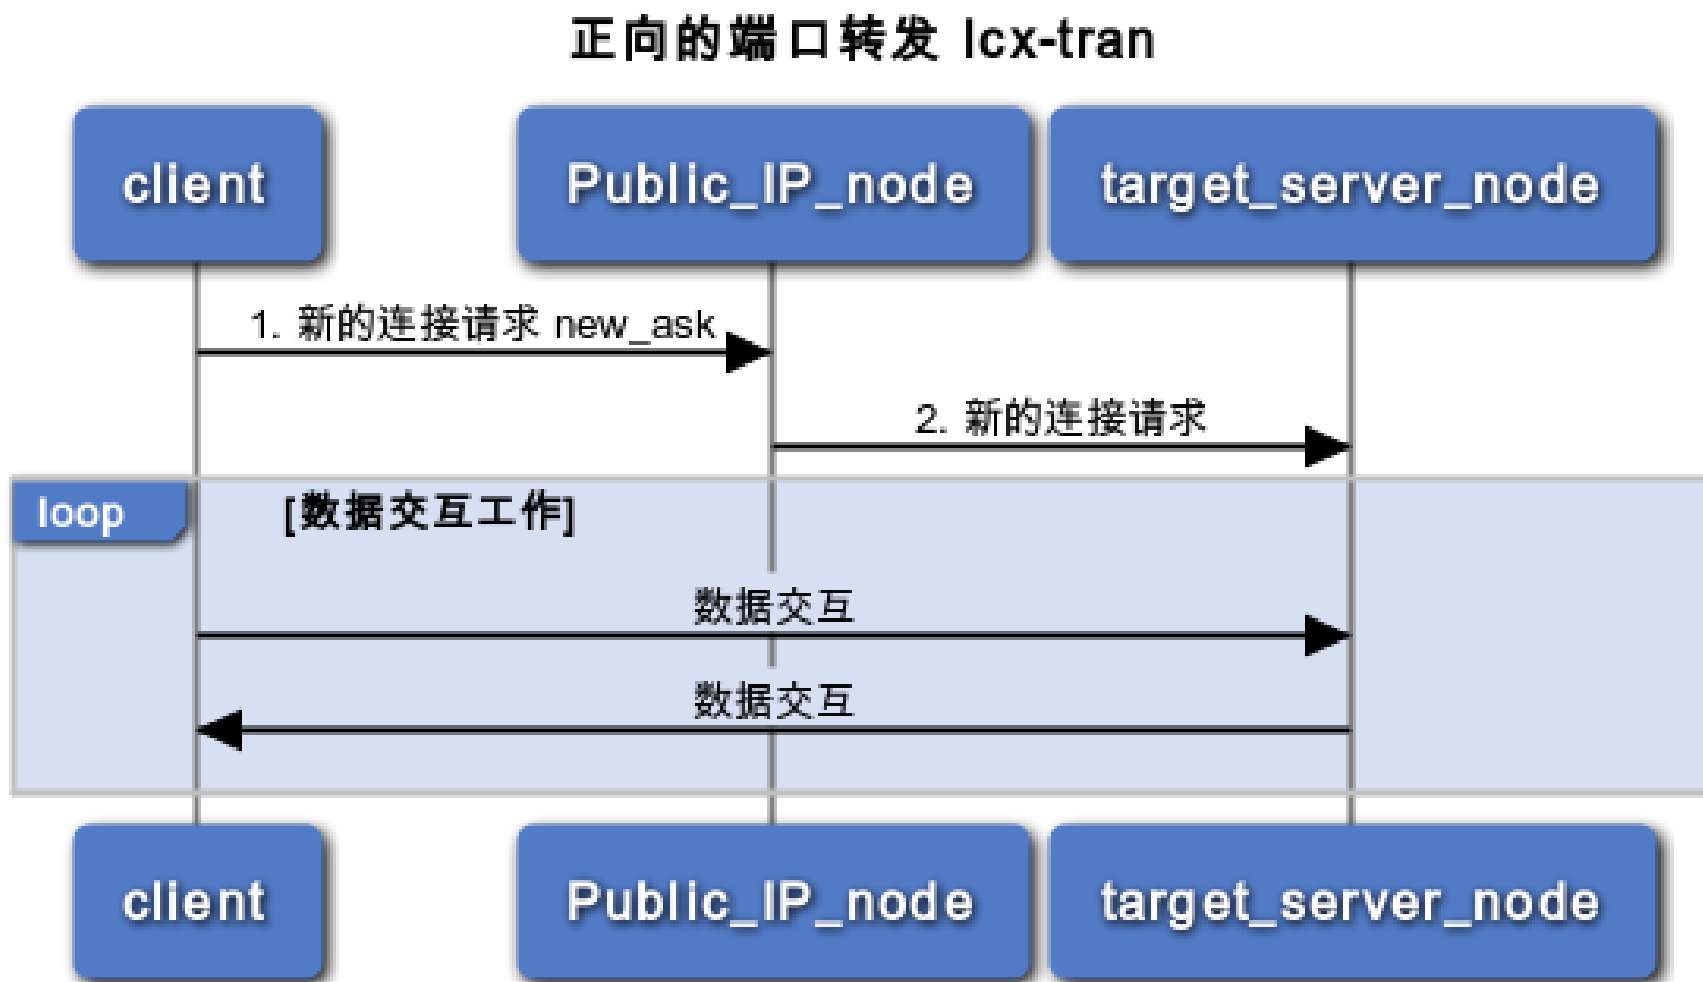 正向的端口转发 lcx-tran
client Public_IP_node target_server_node
1. 新的连接请求 new_ask
2. 新的连接请求
loop [数据交互工作]
数据交互
数据交互
client Public_IP_node target_server_node